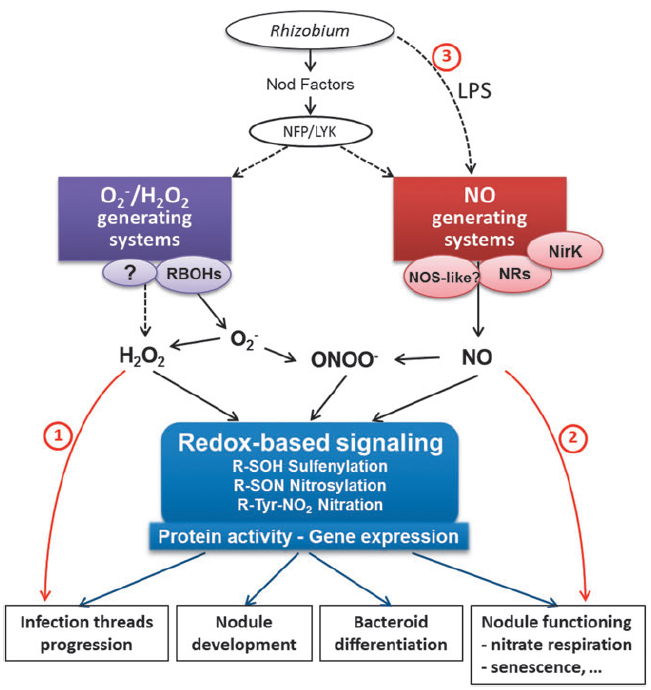 Rhizobium
3
Nod Factors
LPS
NFP/LYK
O₂⁻/H₂O₂
generating
systems
NO
generating
systems
NirK
?
RBOHs
NOS-like?
NRs
O₂⁻
H₂O₂
ONOO⁻
NO
1
2
Redox-based signaling
R-SOH Sulfenylation
R-SON Nitrosylation
R-Tyr-NO₂ Nitration
Protein activity - Gene expression
Infection threads
progression
Nodule
development
Bacteroid
differentiation
Nodule functioning
- nitrate respiration
- senescence, ...